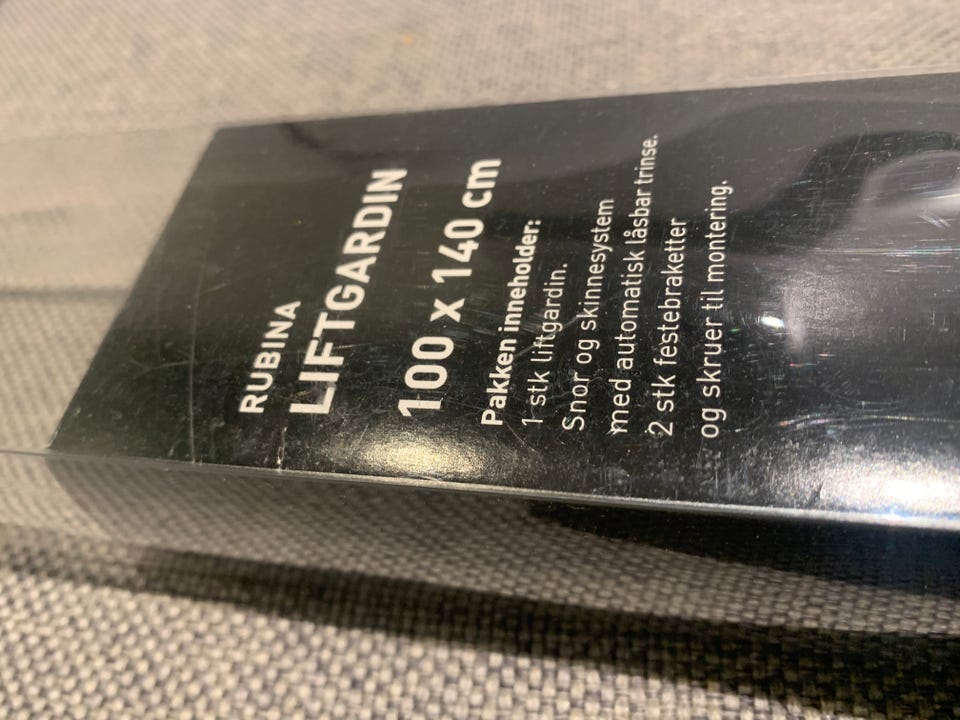 RUBINA
LIFTGARDIN
100 x 140 cm
Pakken inneholder:
1 stk liftgardin.
Snor og skinnesystem
med automatisk låsbar trinse.
2 stk festebraketter
og skruer til montering.